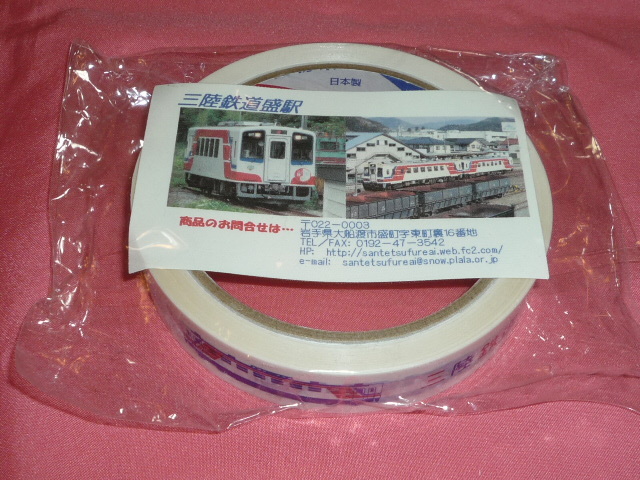 日本製
三陸鉄道盛駅
商品のお問合せは…
〒022-0003
岩手県大船渡市盛町字東町裏16番地
TEL/FAX: 0192-47-3542
HP: http://santetsufureai.web.fc2.com/
e-mail: santetsufureai@snow.plala.or.jp
三陸